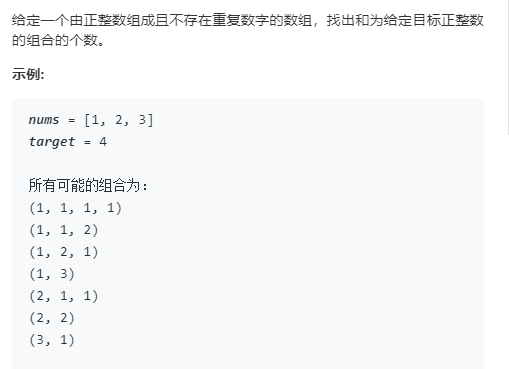 给定一个由正整数组成且不存在重复数字的数组，找出和为给定目标正整数
的组合的个数。
示例:
nums = [1, 2, 3]
target = 4
所有可能的组合为：
(1, 1, 1, 1)
(1, 1, 2)
(1, 2, 1)
(1, 3)
(2, 1, 1)
(2, 2)
(3, 1)